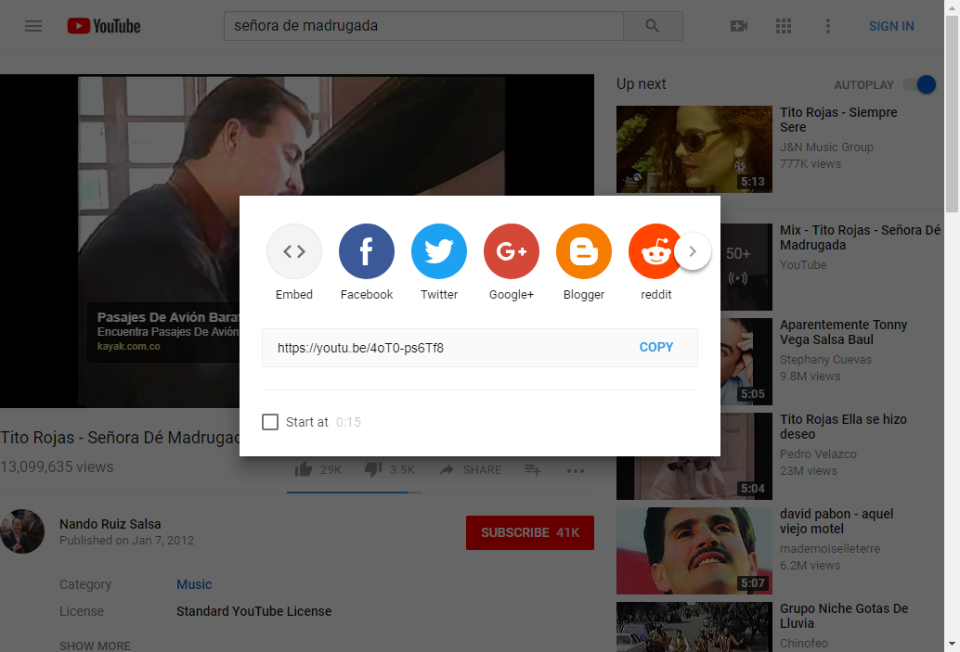 YouTube
señora de madrugada
SIGN IN
Up next
AUTOPLAY
Tito Rojas - Siempre
Sere
J&N Music Group
777K views
5:13
Mix - Tito Rojas - Señora Dé
Madrugada
YouTube
50+
Aparentemente Tonny
Vega Salsa Baul
Stephany Cuevas
9.8M views
5:05
Tito Rojas Ella se hizo
deseo
Pedro Velazco
23M views
5:04
david pabon - aquel
viejo motel
mademoiselleterre
6.2M views
5:07
Grupo Niche Gotas De
Lluvia
Chinofeo
Embed
Facebook
Twitter
Google+
Blogger
reddit
https://youtu.be/4oT0-ps6Tf8
COPY
Start at 0:15
Pasajes De Avión Barat
Encuentra Pasajes De Avión
kayak.com.co
Tito Rojas - Señora Dé Madrugad
13,099,635 views
29K
3.5K
SHARE
Nando Ruiz Salsa
Published on Jan 7, 2012
SUBSCRIBE 41K
Category
Music
License
Standard YouTube License
SHOW MORE